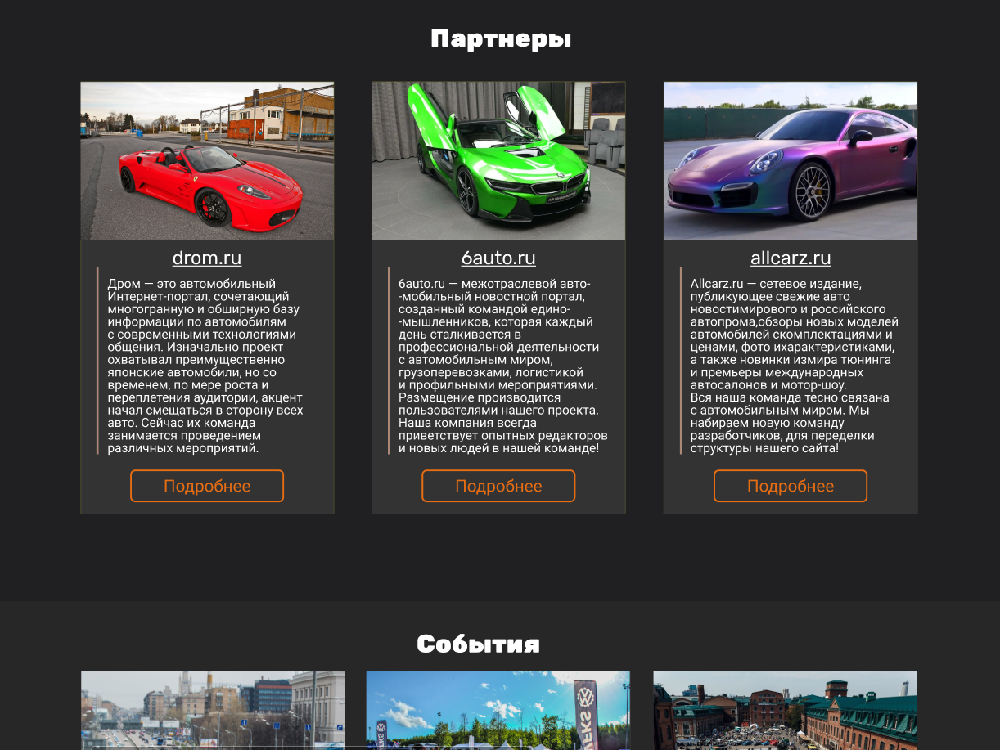 Партнеры
drom.ru
Дром — это автомобильный
Интернет-портал, сочетающий
многогранную и обширную базу
информации по автомобилям
с современными технологиями
общения. Изначально проект
охватывал преимущественно
японские автомобили, но со
временем, по мере роста и
переплетения аудитории, акцент
начал смещаться в сторону всех
авто. Сейчас их команда
занимается проведением
различных мероприятий.
Подробнее
6auto.ru
6auto.ru — межотраслевой авто-
-мобильный новостной портал,
созданный командой едино-
-мышленников, которая каждый
день сталкивается в
профессиональной деятельности
с автомобильным миром,
грузоперевозками, логистикой
и профильными мероприятиями.
Размещение производится
пользователями нашего проекта.
Наша компания всегда
приветствует опытных редакторов
и новых людей в нашей команде!
Подробнее
allcarz.ru
Allcarz.ru — сетевое издание,
публикующее свежие авто
новостимирового и российского
автопрома,обзоры новых моделей
автомобилей скомплектациями и
ценами, фото ихарактеристиками,
а также новинки измира тюнинга
и премьеры международных
автосалонов и мотор-шоу.
Вся наша команда тесно связана
с автомобильным миром. Мы
набираем новую команду
разработчиков, для переделки
структуры нашего сайта!
Подробнее
События